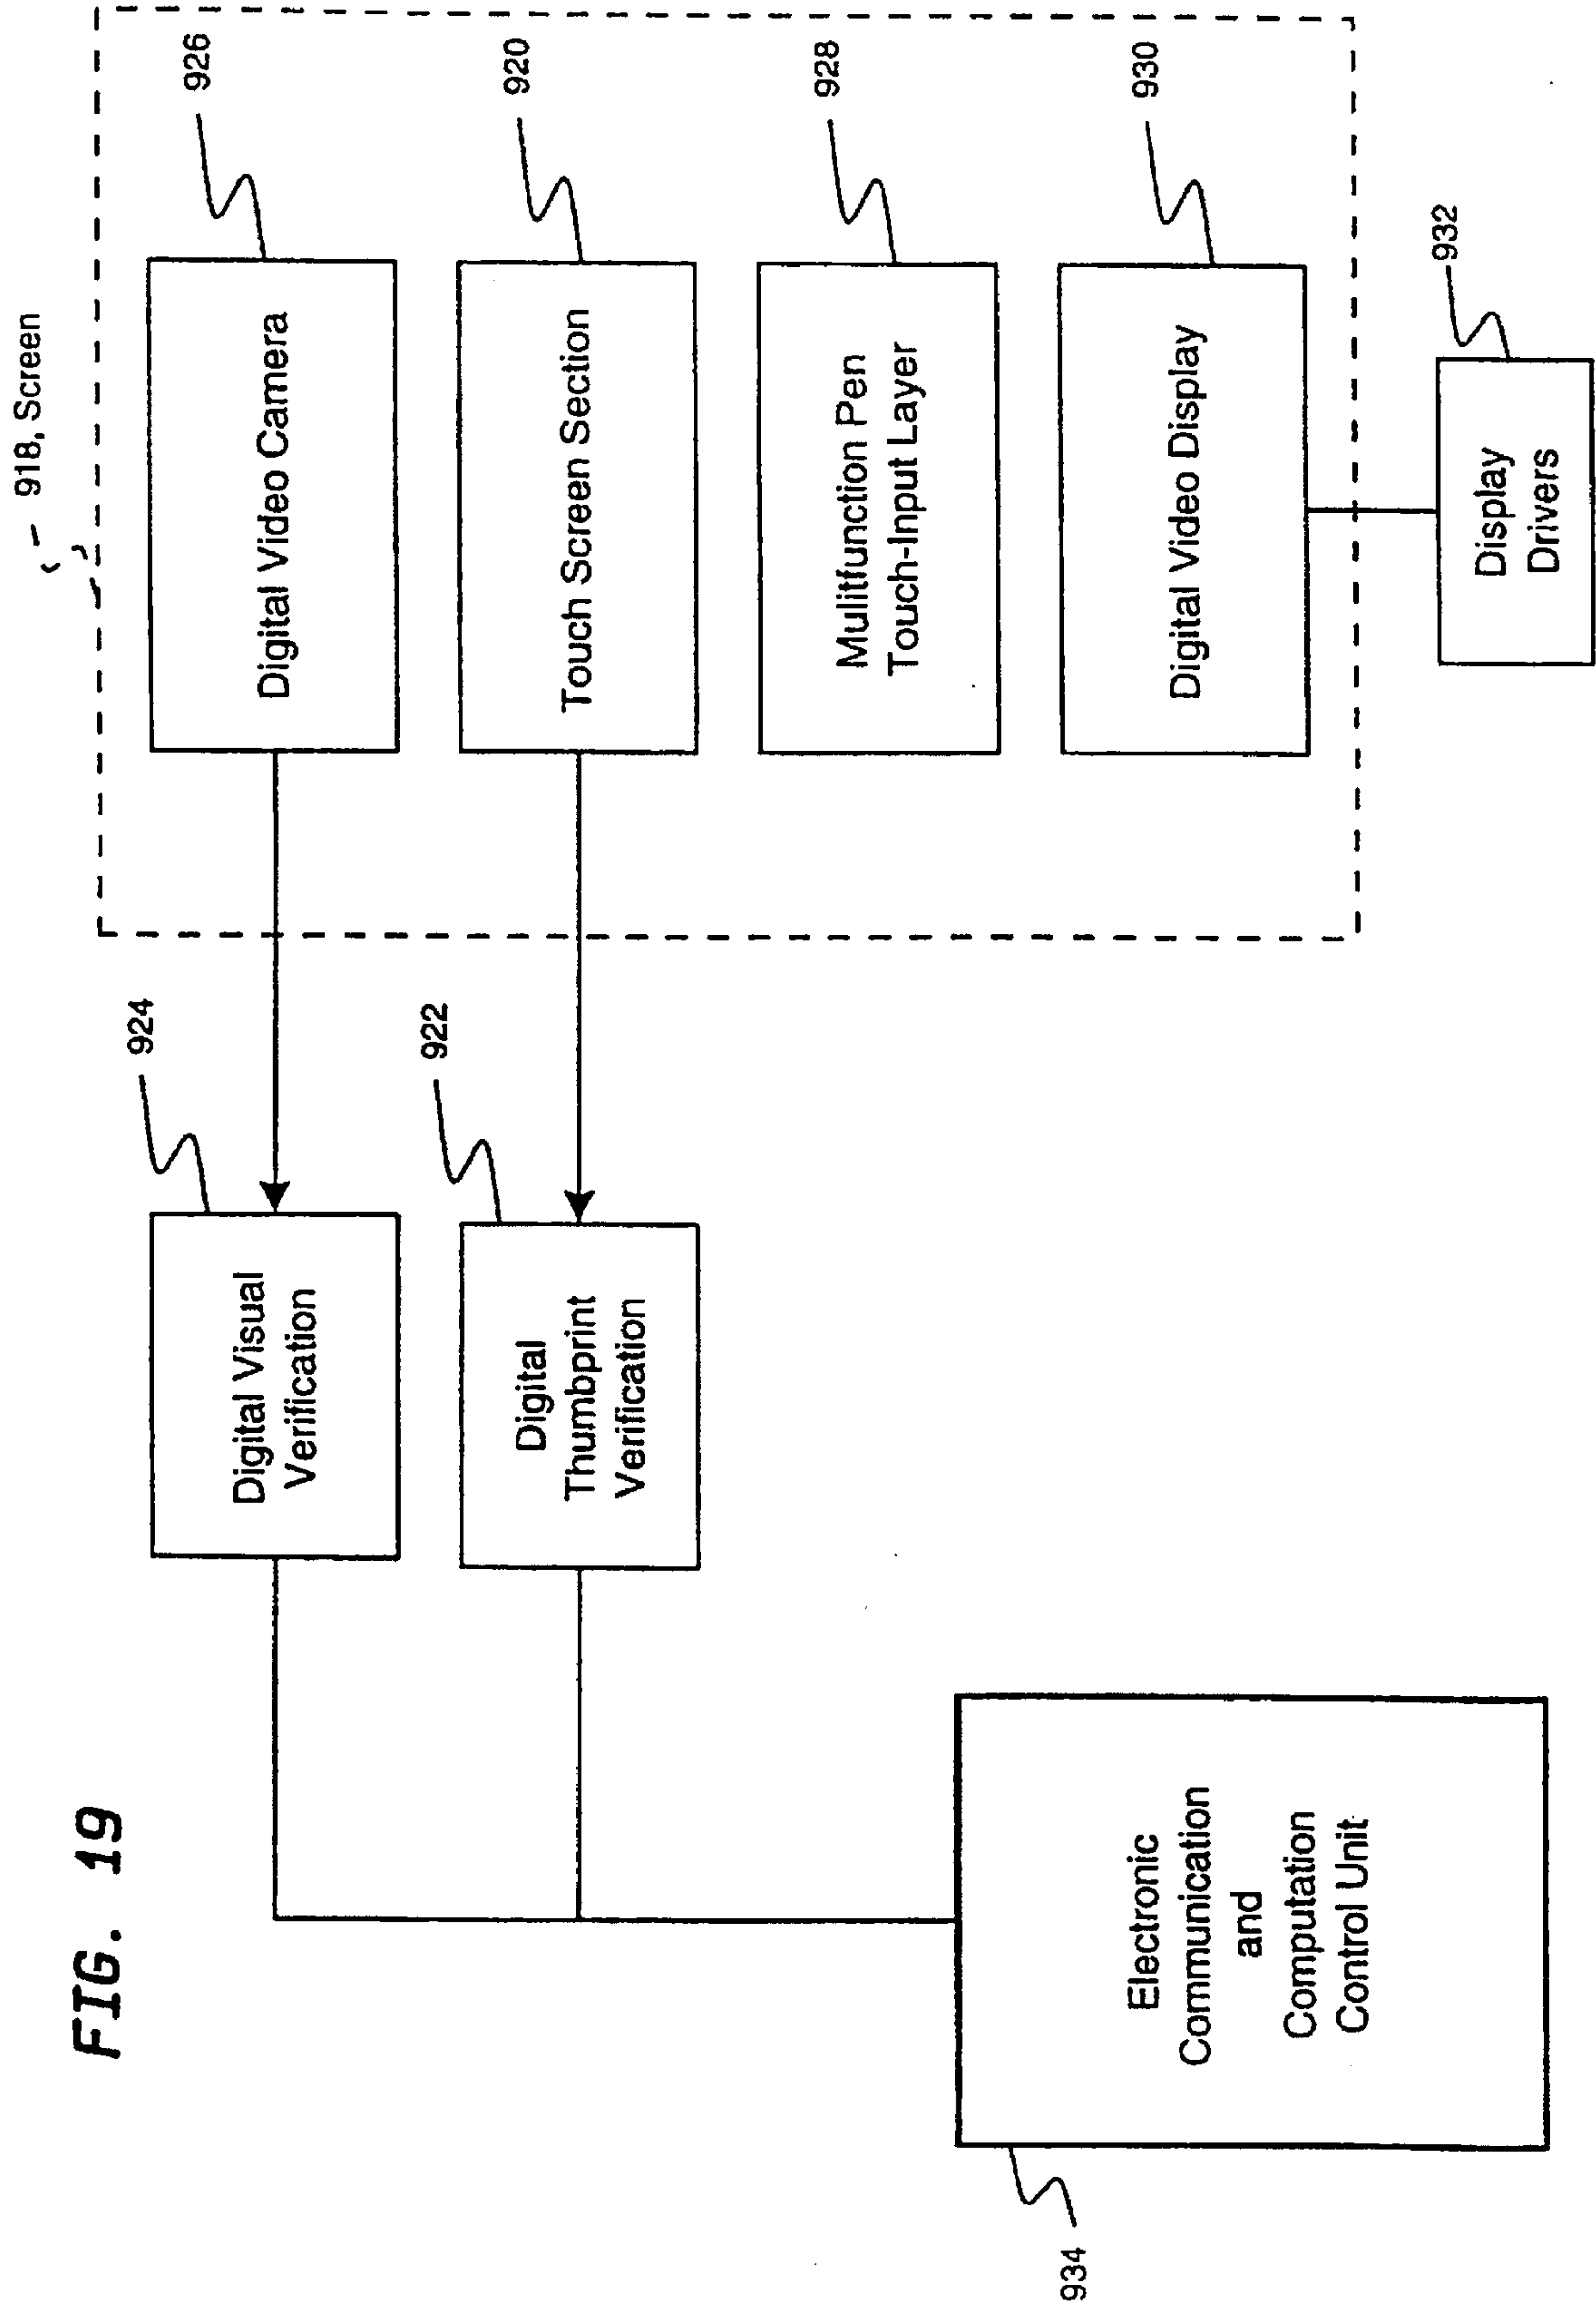 FIG. 19
918, Screen
926
Digital Video Camera
924
Digital Visual
Verification
920
Touch Screen Section
922
Digital
Thumbprint
Verification
928
Mulitfunction Pen
Touch-Input Layer
930
Digital Video Display
932
Display
Drivers
934
Electronic
Communication
and
Computation
Control Unit